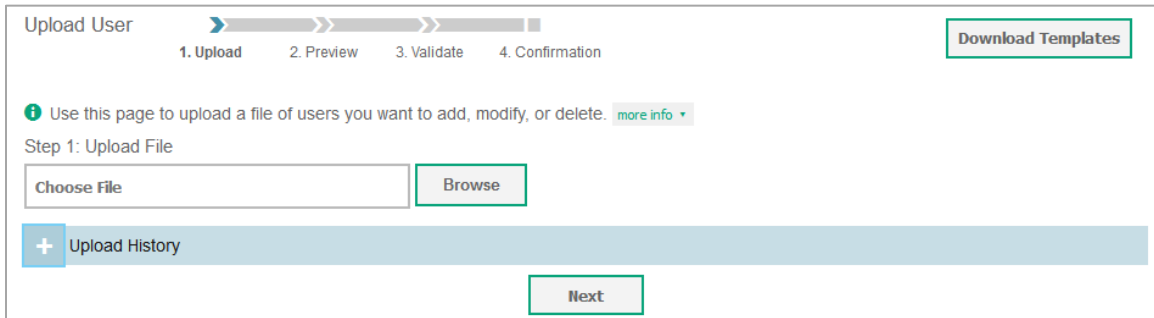 Upload User
1. Upload 2. Preview 3. Validate 4. Confirmation
Download Templates
Use this page to upload a file of users you want to add, modify, or delete. more info
Step 1: Upload File
Choose File
Browse
Upload History
Next